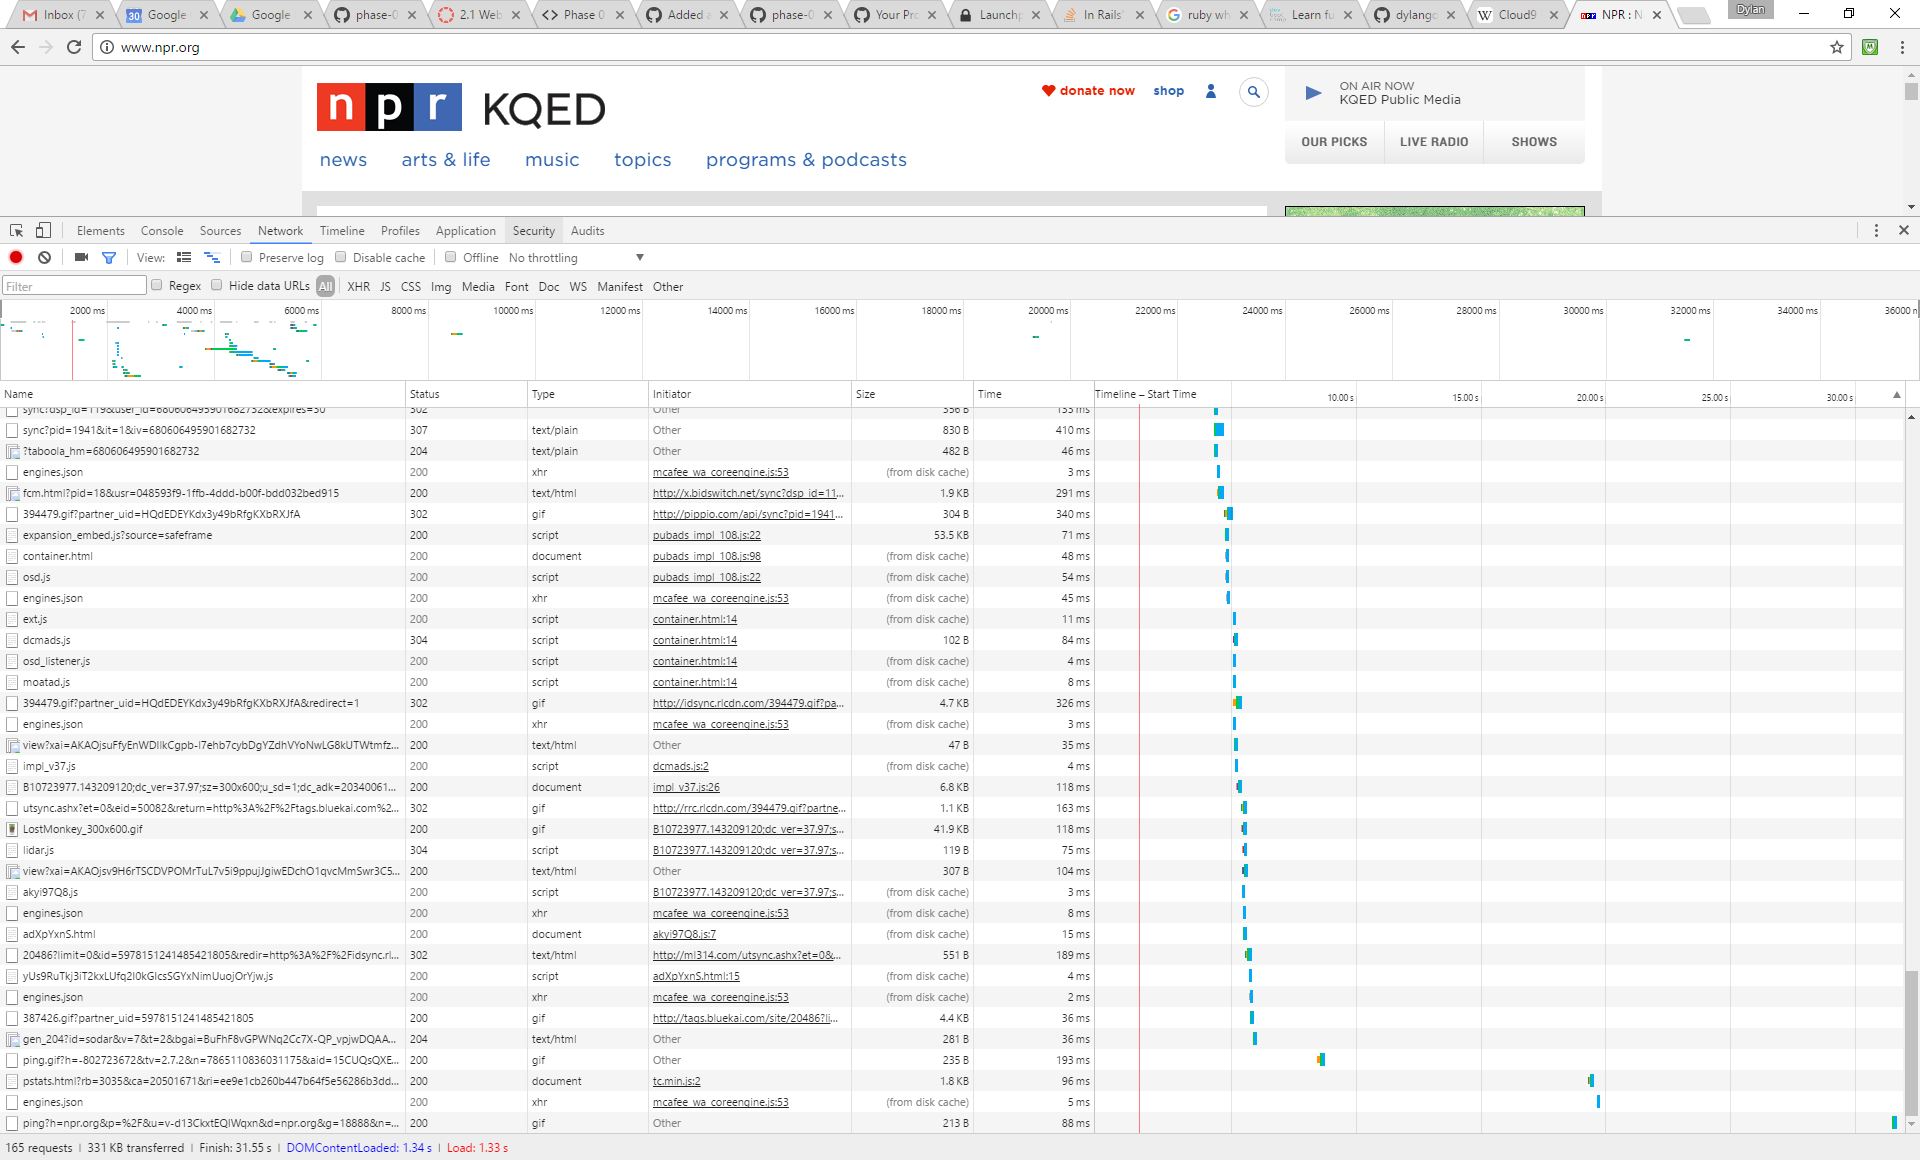 Inbox (7
30 Google
Google
phase-0
2.1 Web
Phase 0
Added a
phase-0
Your Pro
Launchp
In Rails'
ruby wh
Learn fu
dylangc
Cloud9
NPR : N
Dylan
www.npr.org
npr KQED
donate now shop
ON AIR NOW
KQED Public Media
OUR PICKS LIVE RADIO SHOWS
news arts & life music topics programs & podcasts
Elements Console Sources Network Timeline Profiles Application Security Audits
View: Preserve log Disable cache Offline No throttling
Filter Regex Hide data URLs All XHR JS CSS Img Media Font Doc WS Manifest Other
2000 ms 4000 ms 6000 ms 8000 ms 10000 ms 12000 ms 14000 ms 16000 ms 18000 ms 20000 ms 22000 ms 24000 ms 26000 ms 28000 ms 30000 ms 32000 ms 34000 ms 36000 n
Name Status Type Initiator Size Time Timeline – Start Time 10.00 s 15.00 s 20.00 s 25.00 s 30.00 s
sync?dsp_id=119&user_id=680606495901682732&expires=30 302 Other 356 B 133 ms
sync?pid=1941&it=1&iv=680606495901682732 307 text/plain Other 830 B 410 ms
?taboola_hm=680606495901682732 204 text/plain Other 482 B 46 ms
engines.json 200 xhr mcafee_wa_coreengine.js:53 (from disk cache) 3 ms
fcm.html?pid=18&usr=048593f9-1ffb-4ddd-b00f-bdd032bed915 200 text/html http://x.bidswitch.net/sync?dsp_id=11... 1.9 KB 291 ms
394479.gif?partner_uid=HQdEDEYKdx3y49bRfgKXbRXJfA 302 gif http://pippio.com/api/sync?pid=1941... 304 B 340 ms
expansion_embed.js?source=safeframe 200 script pubads_impl_108.js:22 53.5 KB 71 ms
container.html 200 document pubads_impl_108.js:98 (from disk cache) 48 ms
osd.js 200 script pubads_impl_108.js:22 (from disk cache) 54 ms
engines.json 200 xhr mcafee_wa_coreengine.js:53 (from disk cache) 45 ms
ext.js 200 script container.html:14 (from disk cache) 11 ms
dcmads.js 304 script container.html:14 102 B 84 ms
osd_listener.js 200 script container.html:14 (from disk cache) 4 ms
moatad.js 200 script container.html:14 (from disk cache) 8 ms
394479.gif?partner_uid=HQdEDEYKdx3y49bRfgKXbRXJfA&redirect=1 302 gif http://idsync.rlcdn.com/394479.gif?pa... 4.7 KB 326 ms
engines.json 200 xhr mcafee_wa_coreengine.js:53 (from disk cache) 3 ms
view?xai=AKAOjsuFfyEnWDIlkCgpb-l7ehb7cybDgYZdhVYoNwLG8kUTWtmfz... 200 text/html Other 47 B 35 ms
impl_v37.js 200 script dcmads.js:2 (from disk cache) 4 ms
B10723977.143209120;dc_ver=37.97;sz=300x600;u_sd=1;dc_adk=20340061... 200 document impl_v37.js:26 6.8 KB 118 ms
utsync.ashx?et=0&eid=50082&return=http%3A%2F%2Ftags.bluekai.com%2... 302 gif http://rrc.rlcdn.com/394479.gif?partne... 1.1 KB 163 ms
LostMonkey_300x600.gif 200 gif B10723977.143209120;dc_ver=37.97;s... 41.9 KB 118 ms
lidar.js 304 script B10723977.143209120;dc_ver=37.97;s... 119 B 75 ms
view?xai=AKAOjsv9H6rTSCDVPOMrTuL7v5i9ppujJgiwEDchO1qvcMmSwr3C5... 200 text/html Other 307 B 104 ms
akyi97Q8.js 200 script B10723977.143209120;dc_ver=37.97;s... (from disk cache) 3 ms
engines.json 200 xhr mcafee_wa_coreengine.js:53 (from disk cache) 8 ms
adXpYxnS.html 200 document akyi97Q8.js:7 (from disk cache) 15 ms
20486?limit=0&id=5978151241485421805&redir=http%3A%2F%2Fidsync.rl... 302 text/html http://ml314.com/utsync.ashx?et=0&... 551 B 189 ms
yUs9RuTkj3iT2kxLUfq2I0kGlcsSGYxNimUuojOrYjw.js 200 script adXpYxnS.html:15 (from disk cache) 4 ms
engines.json 200 xhr mcafee_wa_coreengine.js:53 (from disk cache) 2 ms
387426.gif?partner_uid=5978151241485421805 200 gif http://tags.bluekai.com/site/20486?li... 4.4 KB 36 ms
gen_204?id=sodar&v=7&t=2&bgai=BuFhF8vGPWNq2Cc7X-QP_vpjwDQAA... 204 text/html Other 281 B 36 ms
ping.gif?h=-802723672&tv=2.7.2&n=7865110836031175&aid=15CUQsQXE... 200 gif Other 235 B 193 ms
pstats.html?rb=3035&ca=20501671&ri=ee9e1cb260b447b64f5e56286b3dd... 200 document tc.min.js:2 1.8 KB 96 ms
engines.json 200 xhr mcafee_wa_coreengine.js:53 (from disk cache) 5 ms
ping?h=npr.org&p=%2F&u=v-d13CkxtEQIWqxn&d=npr.org&g=18888&n=... 200 gif Other 213 B 88 ms
165 requests | 331 KB transferred | Finish: 31.55 s | DOMContentLoaded: 1.34 s | Load: 1.33 s